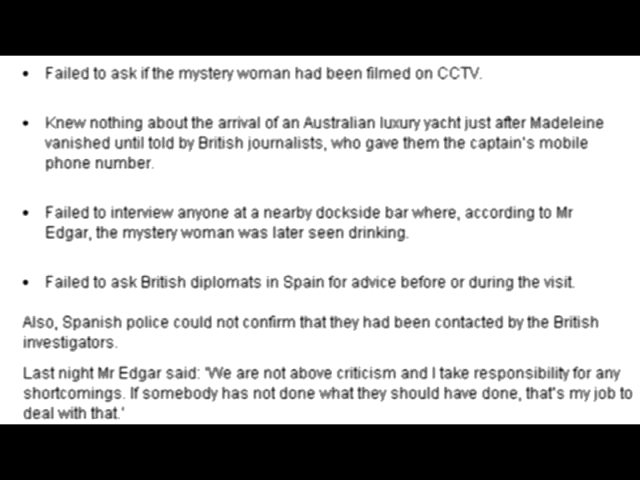 • Failed to ask if the mystery woman had been filmed on CCTV.
• Knew nothing about the arrival of an Australian luxury yacht just after Madeleine
vanished until told by British journalists, who gave them the captain's mobile
phone number.
• Failed to interview anyone at a nearby dockside bar where, according to Mr
Edgar, the mystery woman was later seen drinking.
• Failed to ask British diplomats in Spain for advice before or during the visit.
Also, Spanish police could not confirm that they had been contacted by the British
investigators.
Last night Mr Edgar said: 'We are not above criticism and I take responsibility for any
shortcomings. If somebody has not done what they should have done, that's my job to
deal with that.'